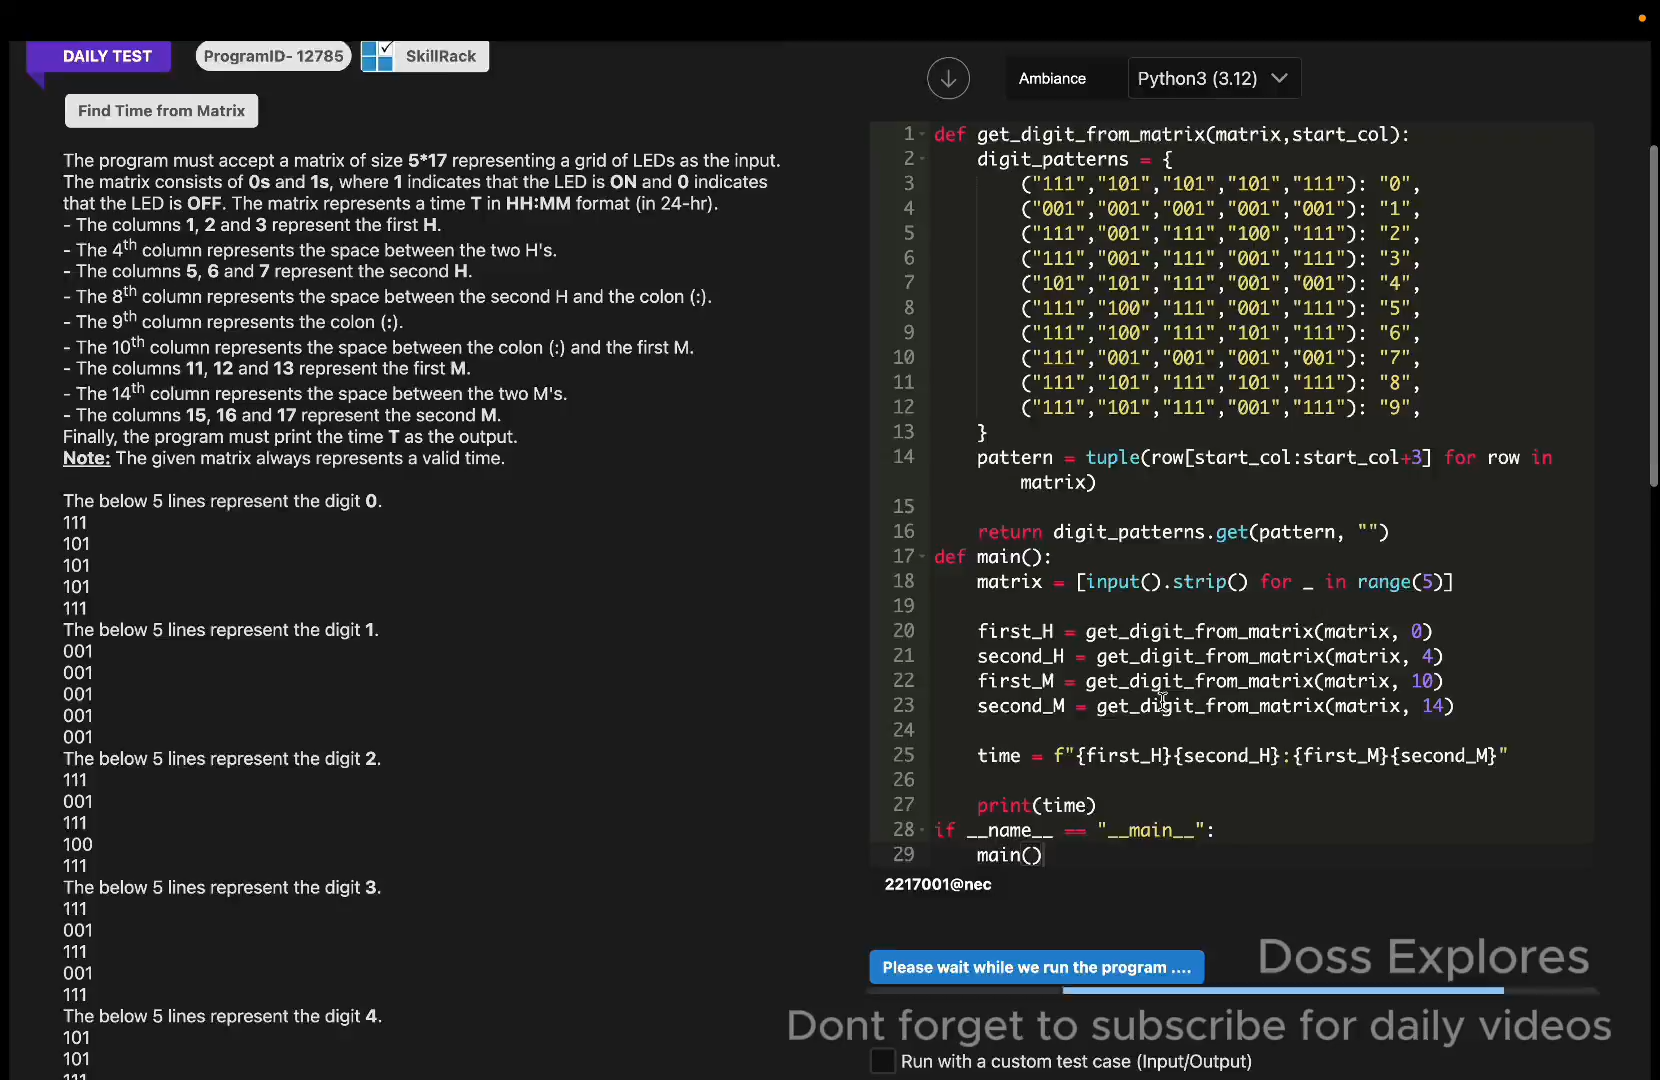 DAILY TEST
ProgramID- 12785
SkillRack
Find Time from Matrix
The program must accept a matrix of size 5*17 representing a grid of LEDs as the input.
The matrix consists of 0s and 1s, where 1 indicates that the LED is ON and 0 indicates
that the LED is OFF. The matrix represents a time T in HH:MM format (in 24-hr).
- The columns 1, 2 and 3 represent the first H.
- The 4th column represents the space between the two H's.
- The columns 5, 6 and 7 represent the second H.
- The 8th column represents the space between the second H and the colon (:).
- The 9th column represents the colon (:).
- The 10th column represents the space between the colon (:) and the first M.
- The columns 11, 12 and 13 represent the first M.
- The 14th column represents the space between the two M's.
- The columns 15, 16 and 17 represent the second M.
Finally, the program must print the time T as the output.
Note: The given matrix always represents a valid time.
The below 5 lines represent the digit 0.
111
101
101
101
111
The below 5 lines represent the digit 1.
001
001
001
001
001
The below 5 lines represent the digit 2.
111
001
111
100
111
The below 5 lines represent the digit 3.
111
001
111
001
111
The below 5 lines represent the digit 4.
101
101
111
Ambiance
Python3 (3.12)
1 def get_digit_from_matrix(matrix,start_col):
2 digit_patterns = {
3 ("111","101","101","101","111"): "0",
4 ("001","001","001","001","001"): "1",
5 ("111","001","111","100","111"): "2",
6 ("111","001","111","001","111"): "3",
7 ("101","101","111","001","001"): "4",
8 ("111","100","111","001","111"): "5",
9 ("111","100","111","101","111"): "6",
10 ("111","001","001","001","001"): "7",
11 ("111","101","111","101","111"): "8",
12 ("111","101","111","001","111"): "9",
13 }
14 pattern = tuple(row[start_col:start_col+3] for row in
matrix)
15
16 return digit_patterns.get(pattern, "")
17 def main():
18 matrix = [input().strip() for _ in range(5)]
19
20 first_H = get_digit_from_matrix(matrix, 0)
21 second_H = get_digit_from_matrix(matrix, 4)
22 first_M = get_digit_from_matrix(matrix, 10)
23 second_M = get_digit_from_matrix(matrix, 14)
24
25 time = f"{first_H}{second_H}:{first_M}{second_M}"
26
27 print(time)
28 if __name__ == "__main__":
29 main()
2217001@nec
Please wait while we run the program ....
Doss Explores
Dont forget to subscribe for daily videos
Run with a custom test case (Input/Output)